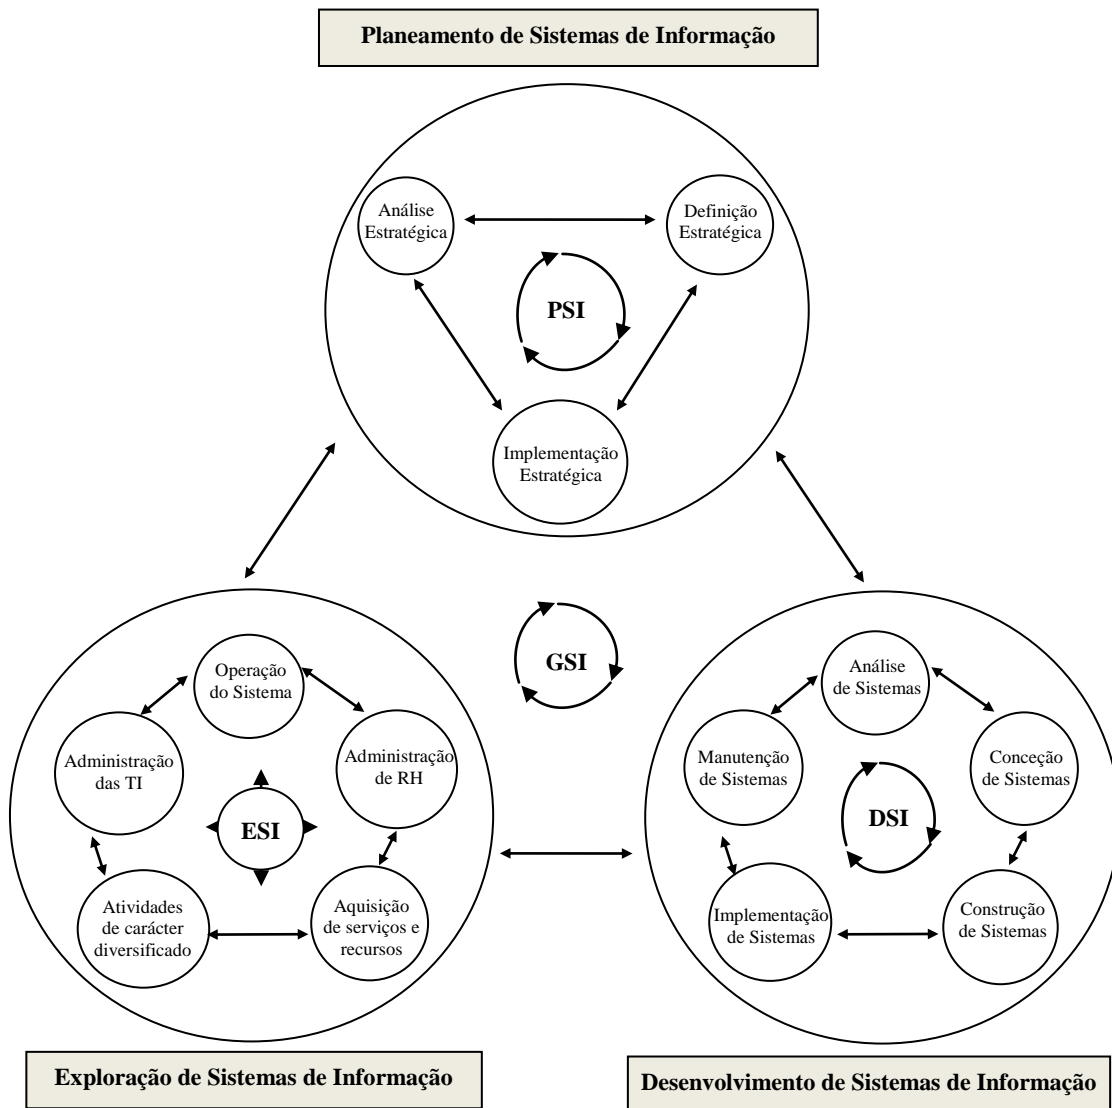 Planeamento de Sistemas de Informação
Análise
Estratégica
Definição
Estratégica
PSI
Implementação
Estratégica
GSI
Operação
do Sistema
Administração
das TI
Administração
de RH
ESI
Atividades
de carácter
diversificado
Aquisição
de serviços e
recursos
Análise
de Sistemas
Manutenção
de Sistemas
Conceção
de Sistemas
DSI
Implementação
de Sistemas
Construção
de Sistemas
Exploração de Sistemas de Informação
Desenvolvimento de Sistemas de Informação